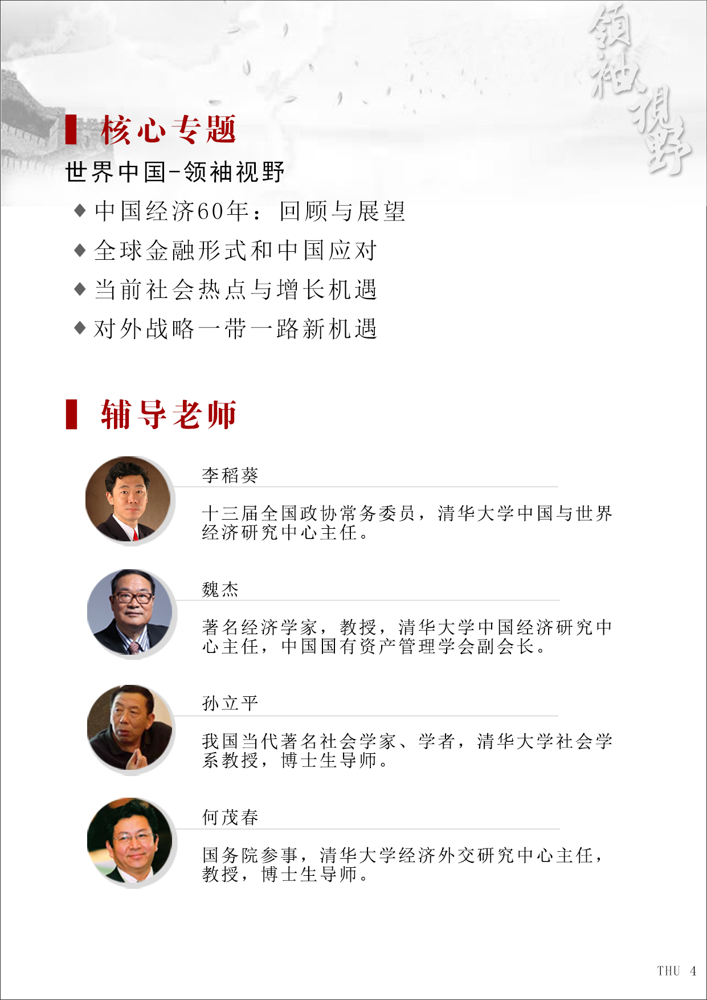 領袖視野
核心专题
世界中国-领袖视野
◆ 中国经济60年：回顾与展望
◆ 全球金融形式和中国应对
◆ 当前社会热点与增长机遇
◆ 对外战略一带一路新机遇
辅导老师
李稻葵
十三届全国政协常务委员，清华大学中国与世界
经济研究中心主任。
魏杰
著名经济学家，教授，清华大学中国经济研究中
心主任，中国国有资产管理学会副会长。
孙立平
我国当代著名社会学家、学者，清华大学社会学
系教授，博士生导师。
何茂春
国务院参事，清华大学经济外交研究中心主任，
教授，博士生导师。
THU 4